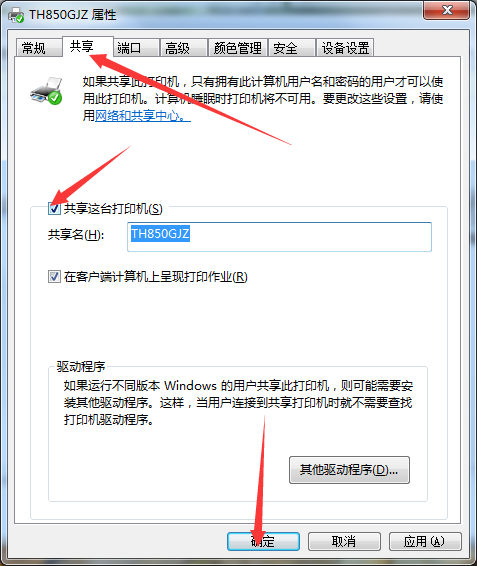 TH850GJZ 属性
常规 共享 端口 高级 颜色管理 安全 设备设置
如果共享此打印机，只有拥有此计算机用户名和密码的用户才可以使
用此打印机。计算机睡眠时打印机将不可用。要更改这些设置，请使
用网络和共享中心。
共享这台打印机(S)
共享名(H): TH850GJZ
在客户端计算机上呈现打印作业(R)
驱动程序
如果运行不同版本 Windows 的用户共享此打印机，则可能需要安
装其他驱动程序。这样，当用户连接到共享打印机时就不需要查找
打印机驱动程序。
其他驱动程序(D)...
确定 取消 应用(A)